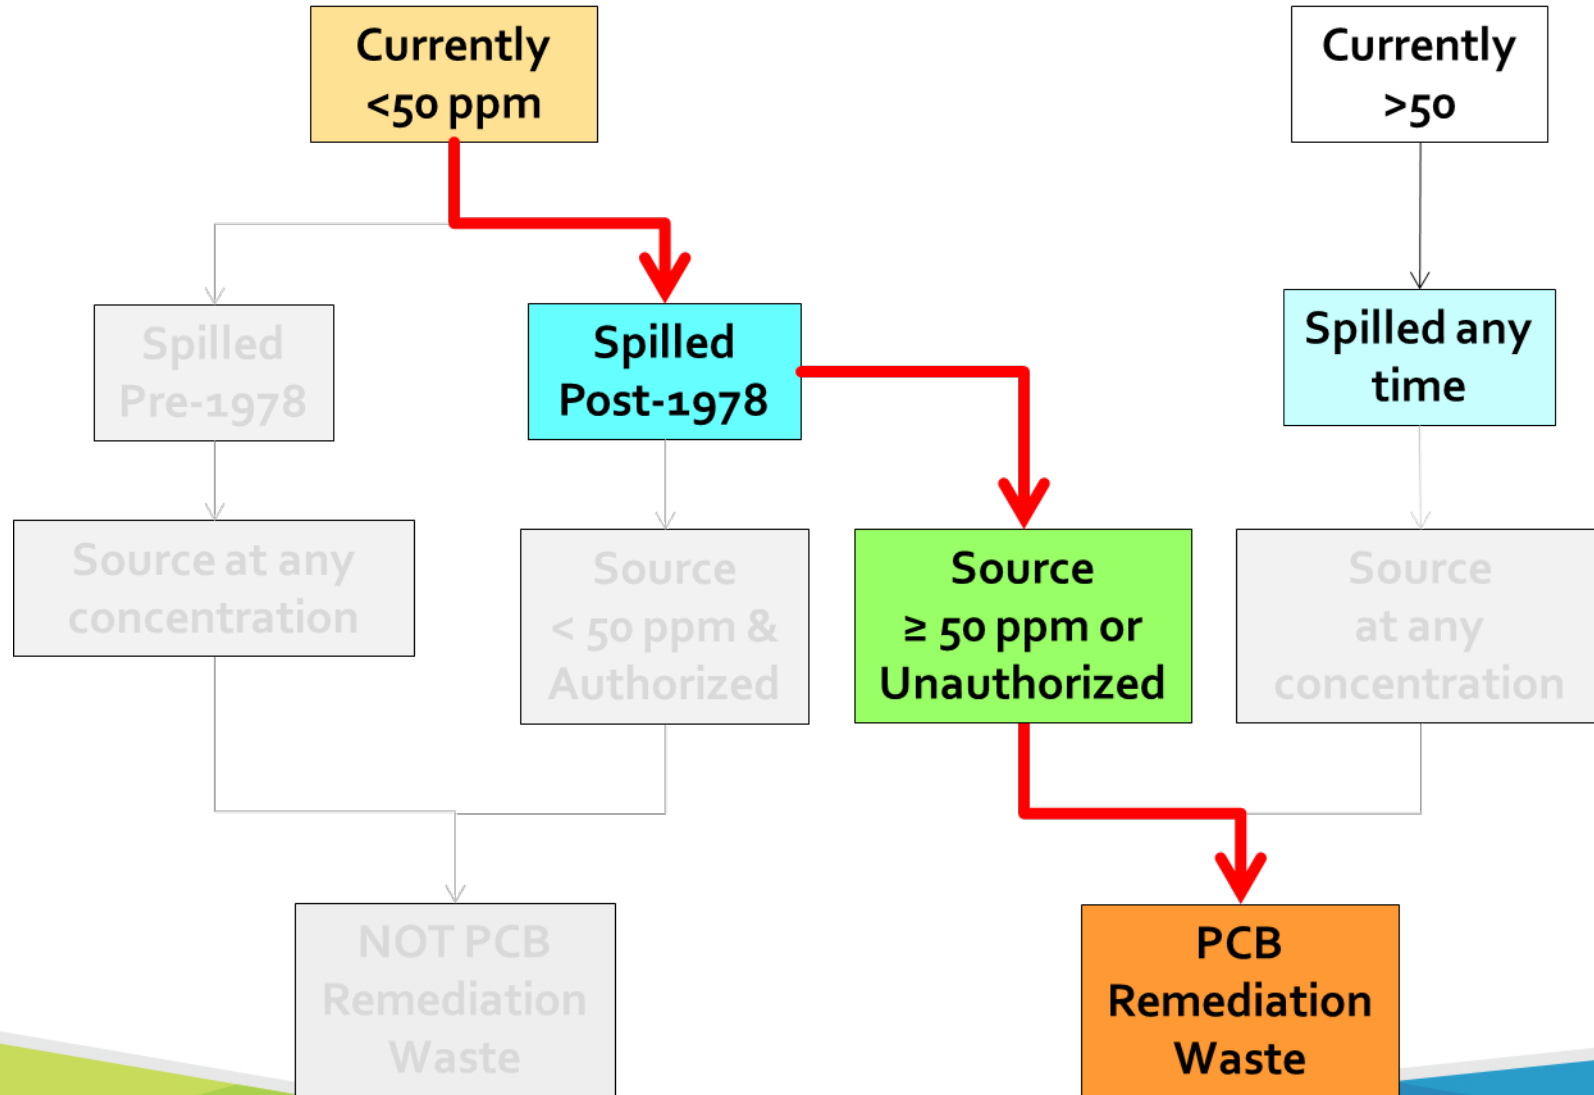 Currently
<50 ppm
Currently
>50
Spilled
Pre-1978
Spilled
Post-1978
Spilled any
time
Source at any
concentration
Source
< 50 ppm &
Authorized
Source
≥ 50 ppm or
Unauthorized
Source
at any
concentration
NOT PCB
Remediation
Waste
PCB
Remediation
Waste